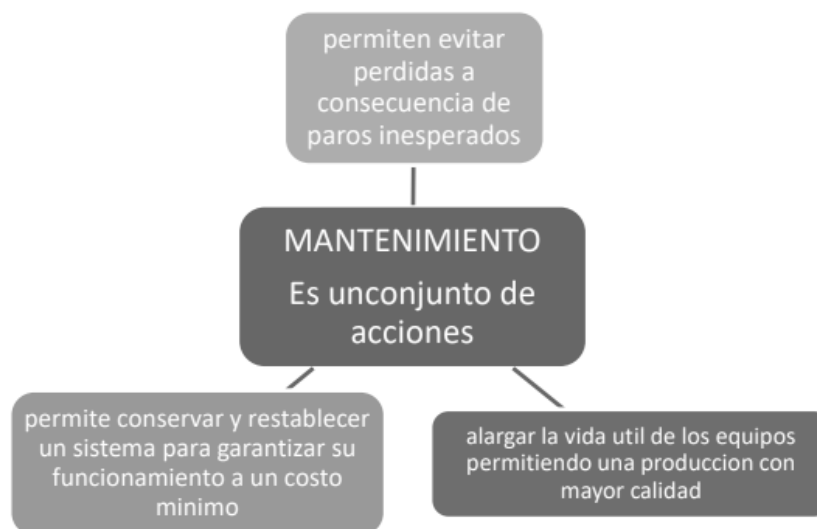 permiten evitar
perdidas a
consecuencia de
paros inesperados
MANTENIMIENTO
Es unconjunto de
acciones
permite conservar y restablecer
un sistema para garantizar su
funcionamiento a un costo
minimo
alargar la vida util de los equipos
permitiendo una produccion con
mayor calidad